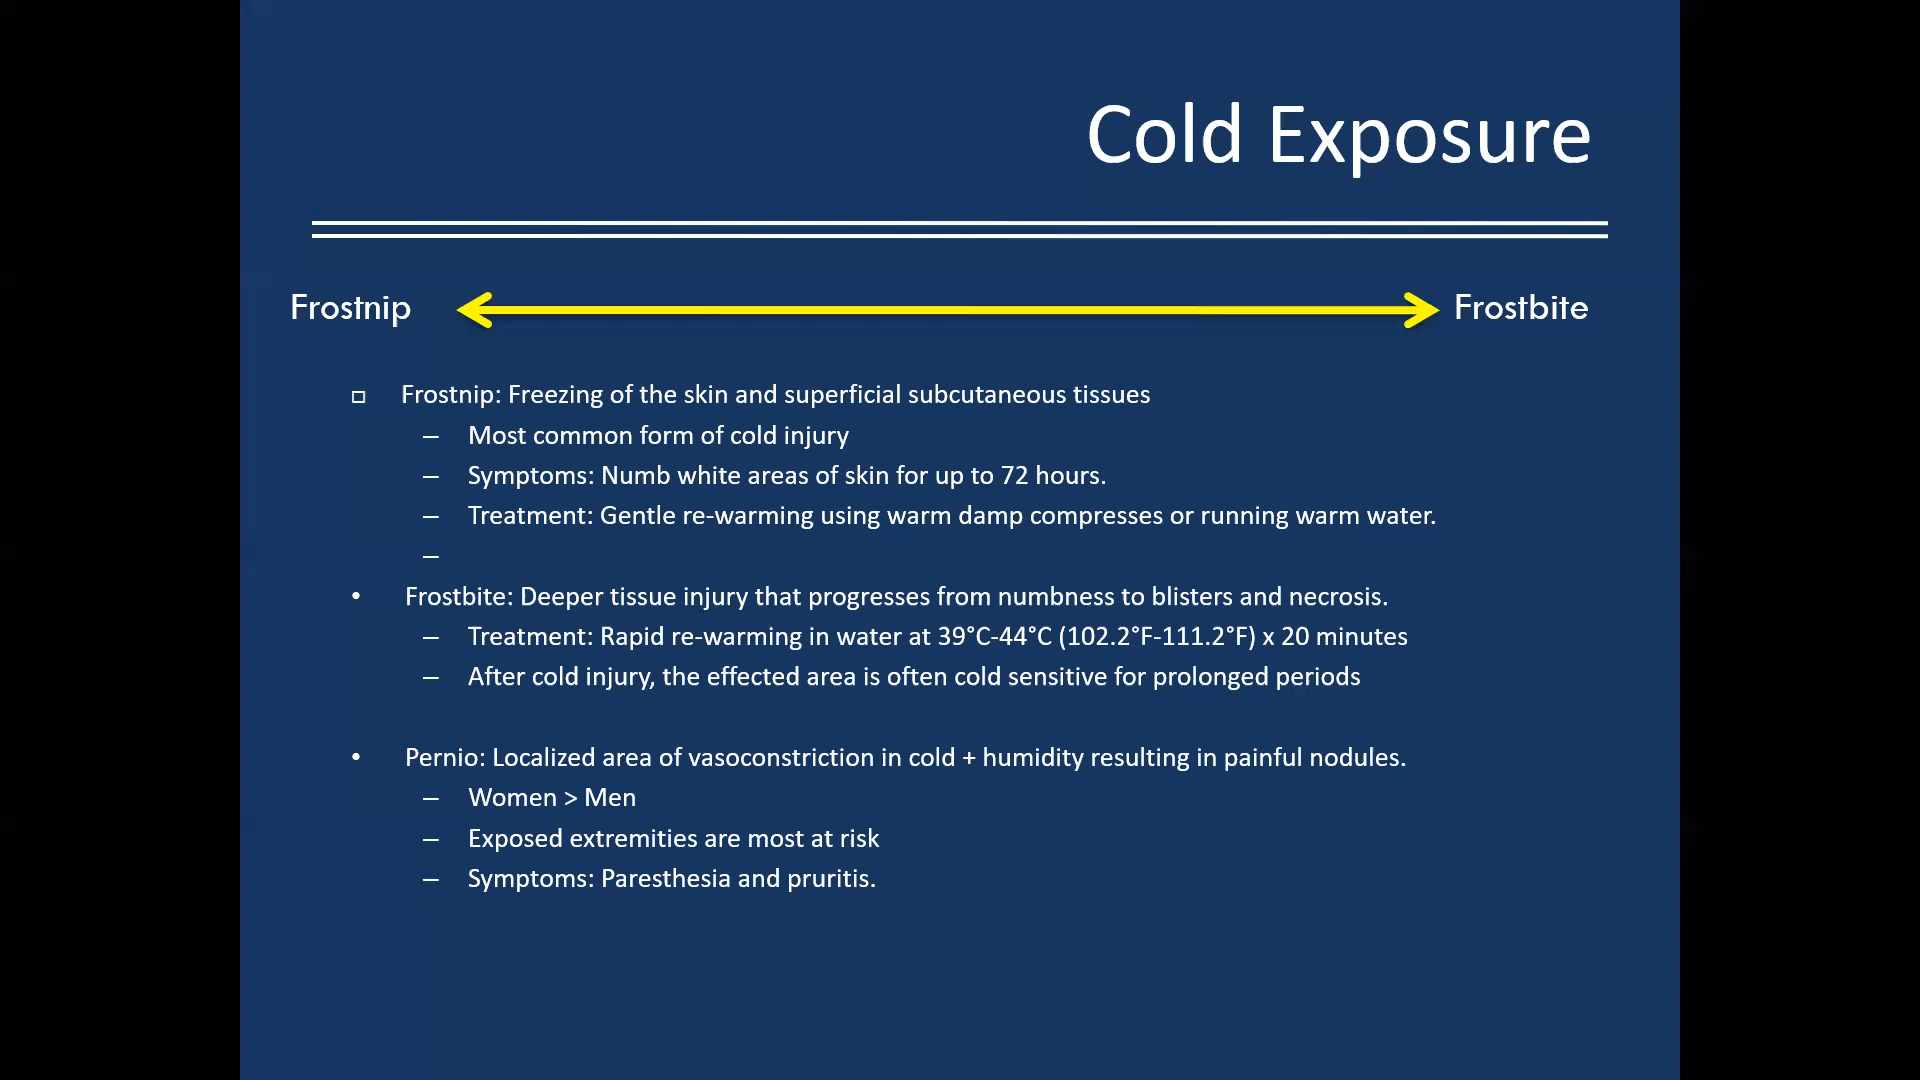 Cold Exposure
Frostnip
Frostbite
Frostnip: Freezing of the skin and superficial subcutaneous tissues
– Most common form of cold injury
– Symptoms: Numb white areas of skin for up to 72 hours.
– Treatment: Gentle re-warming using warm damp compresses or running warm water.
–
• Frostbite: Deeper tissue injury that progresses from numbness to blisters and necrosis.
– Treatment: Rapid re-warming in water at 39°C-44°C (102.2°F-111.2°F) x 20 minutes
– After cold injury, the effected area is often cold sensitive for prolonged periods
• Pernio: Localized area of vasoconstriction in cold + humidity resulting in painful nodules.
– Women > Men
– Exposed extremities are most at risk
– Symptoms: Paresthesia and pruritis.